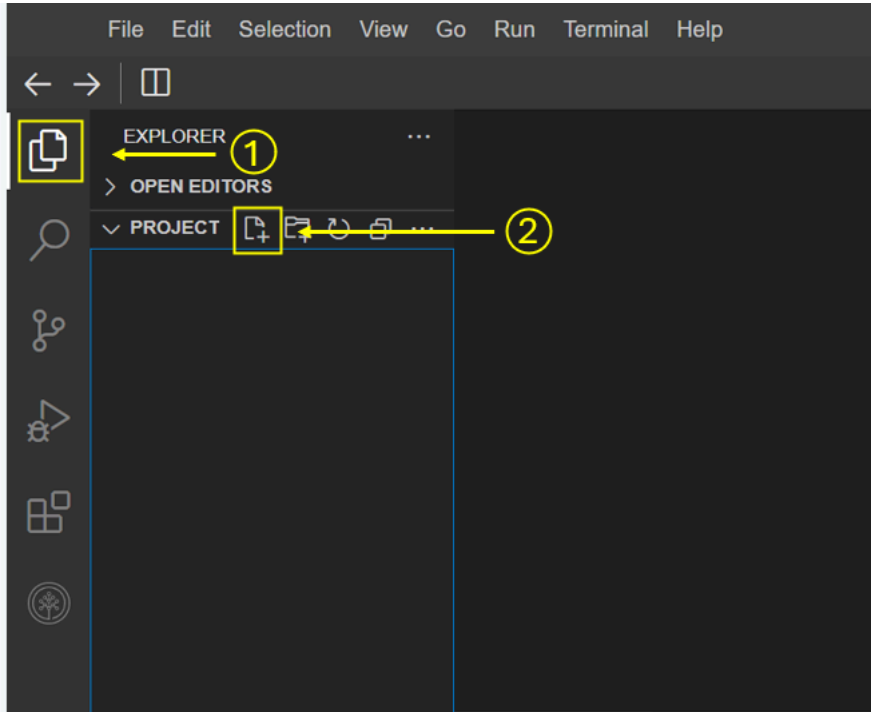 File Edit Selection View Go Run Terminal Help
EXPLORER
1
OPEN EDITORS
PROJECT
2